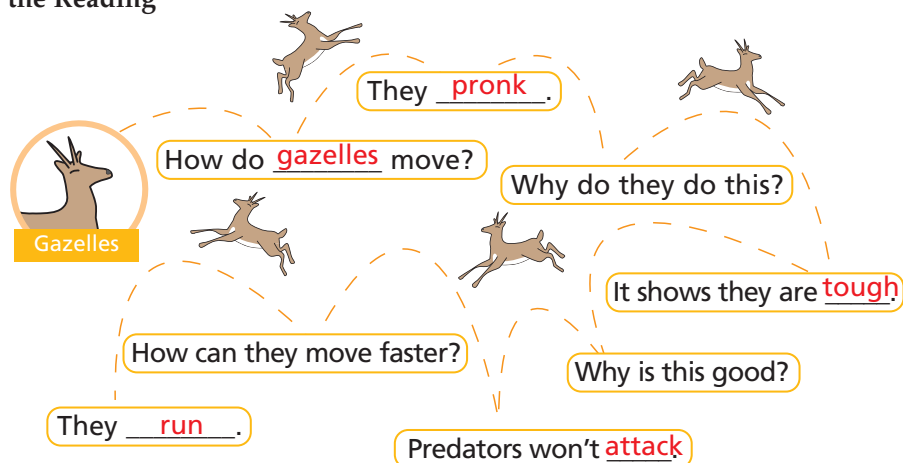 the Reading
They pronk.
How do gazelles move?
Why do they do this?
Gazelles
It shows they are tough.
How can they move faster?
Why is this good?
They run.
Predators won't attack.